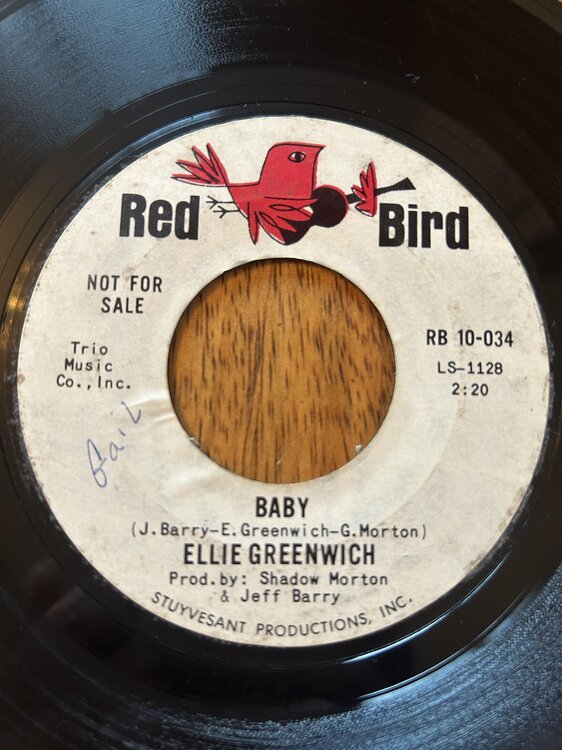 Red Bird
NOT FOR
SALE
Trio
Music
Co., Inc.
Gail
RB 10-034
LS-1128
2:20
BABY
(J. Barry-E. Greenwich-G. Morton)
ELLIE GREENWICH
Prod. by: Shadow Morton
& Jeff Barry
STUYVESANT PRODUCTIONS, INC.